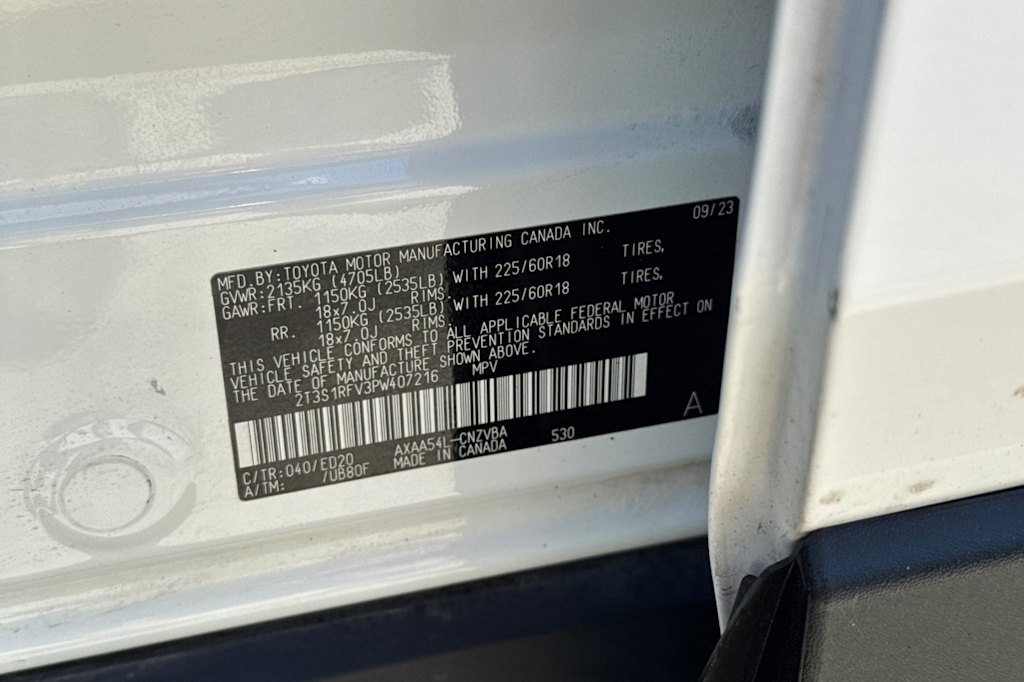 09/23
MFD.BY:TOYOTA MOTOR MANUFACTURING CANADA INC.
GVWR:2135KG (4705LB)
GAWR:FRT. 1150KG (2535LB) WITH 225/60R18 TIRES,
18x7.0J RIMS,
RR. 1150KG (2535LB) WITH 225/60R18 TIRES,
18x7.0J RIMS.
THIS VEHICLE CONFORMS TO ALL APPLICABLE FEDERAL MOTOR
VEHICLE SAFETY AND THEFT PREVENTION STANDARDS IN EFFECT ON
THE DATE OF MANUFACTURE SHOWN ABOVE.
2T3S1RFV3PW407216 MPV
A
C/TR:040/ED20 AXAA54L-CNZVBA 530
A/TM: /UB80F MADE IN CANADA